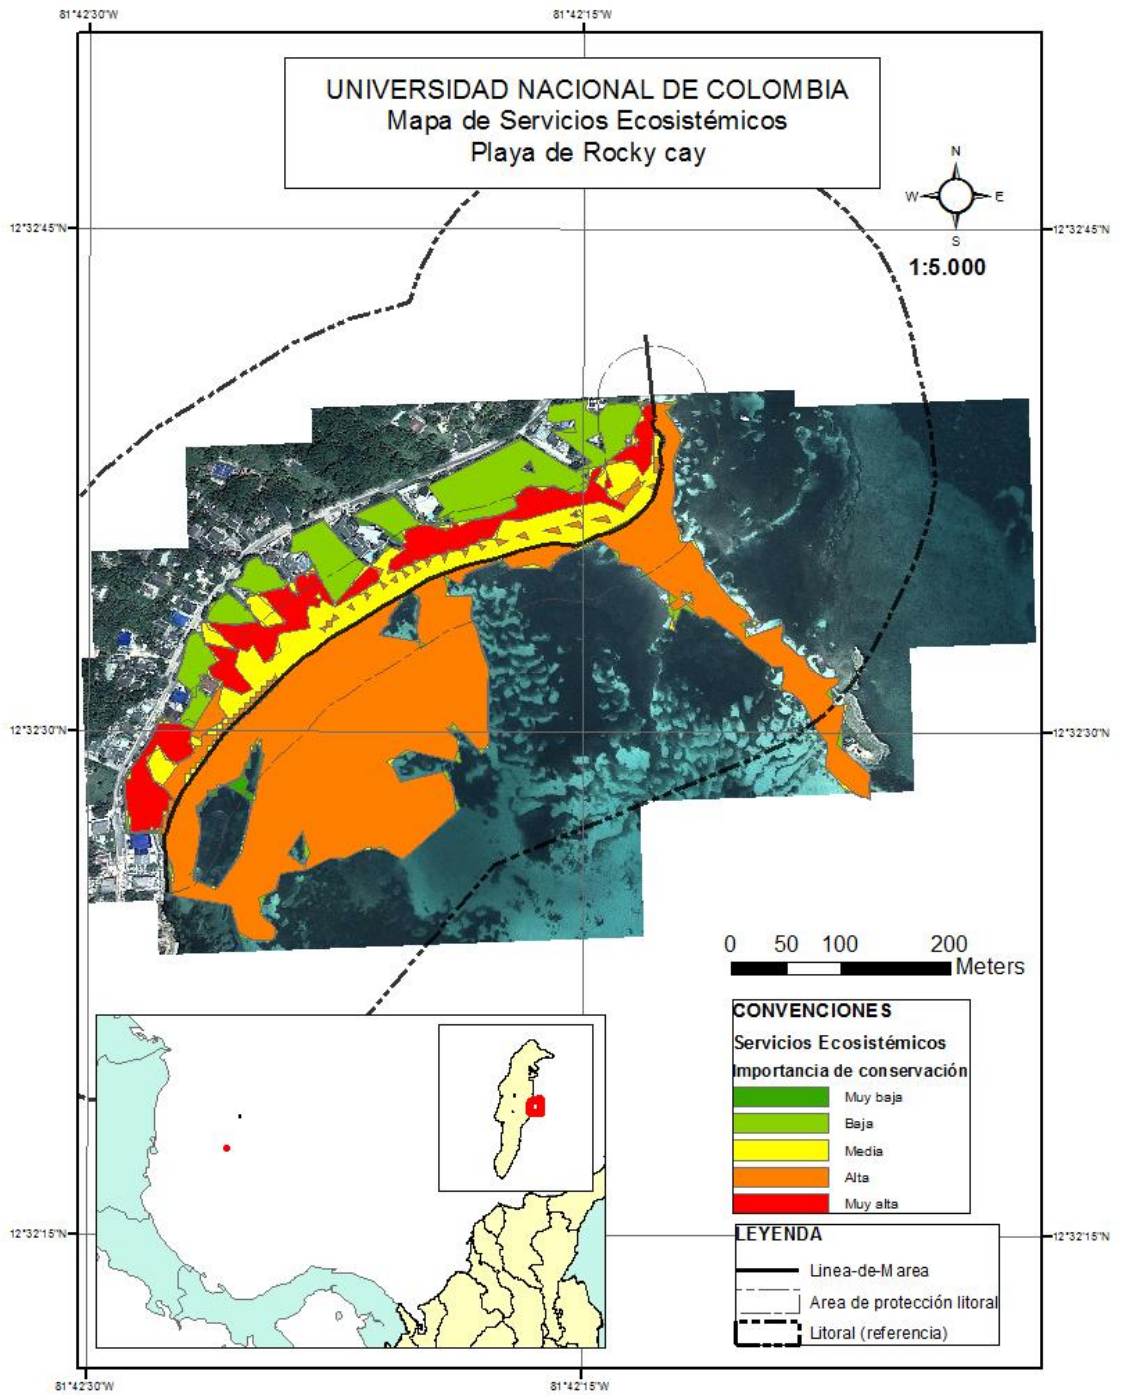 81°42'30"W
81°42'15"W
UNIVERSIDAD NACIONAL DE COLOMBIA
Mapa de Servicios Ecosistémicos
Playa de Rocky cay
N
W
E
S
1:5.000
12°32'45"N
12°32'45"N
12°32'30"N
12°32'30"N
0 50 100 200
Meters
CONVENCIONES
Servicios Ecosistémicos
Importancia de conservación
Muy baja
Baja
Media
Alta
Muy alta
12°32'15"N
12°32'15"N
LEYENDA
Linea-de-Marea
Area de protección litoral
Litoral (referencia)
81°42'30"W
81°42'15"W